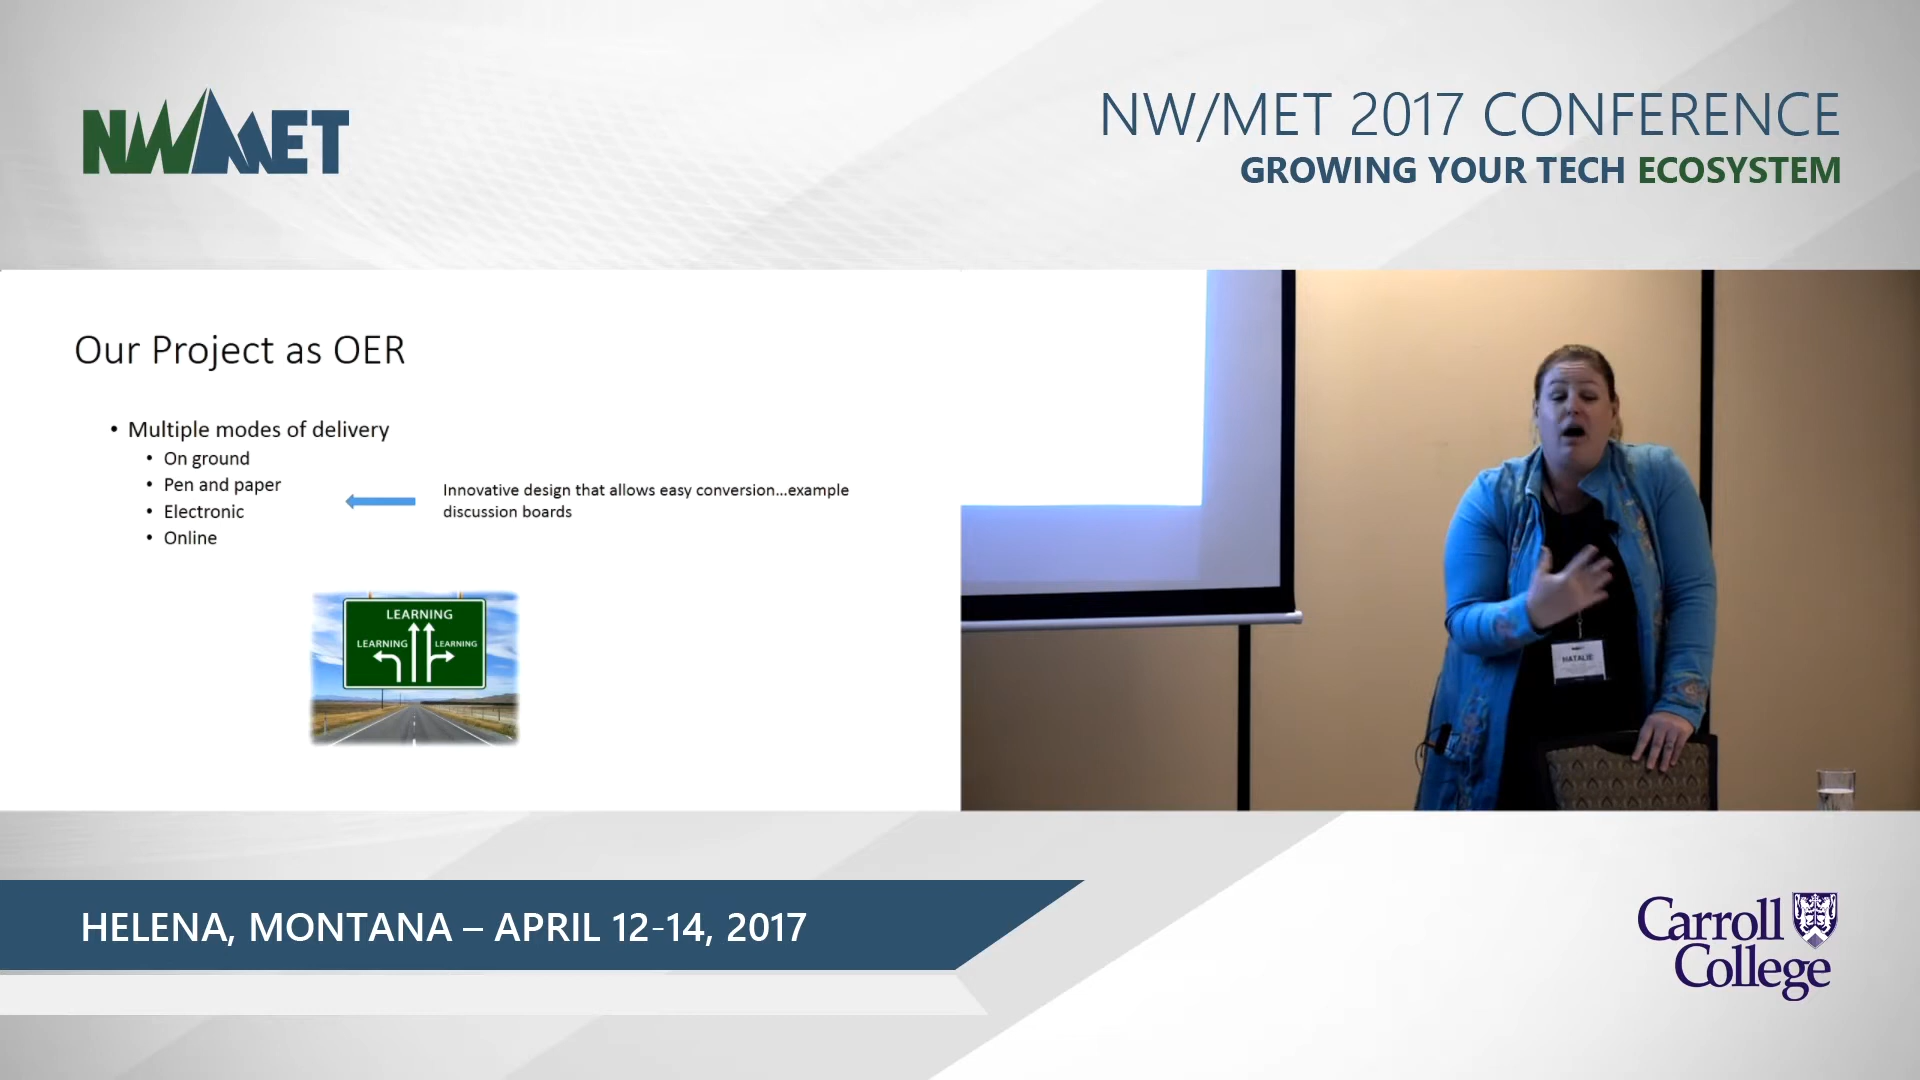 NWMET
NW/MET 2017 CONFERENCE
GROWING YOUR TECH ECOSYSTEM
Our Project as OER
• Multiple modes of delivery
• On ground
• Pen and paper
• Electronic
• Online
Innovative design that allows easy conversion...example
discussion boards
LEARNING
LEARNING
LEARNING
NATALIE
HELENA, MONTANA – APRIL 12-14, 2017
Carroll
College